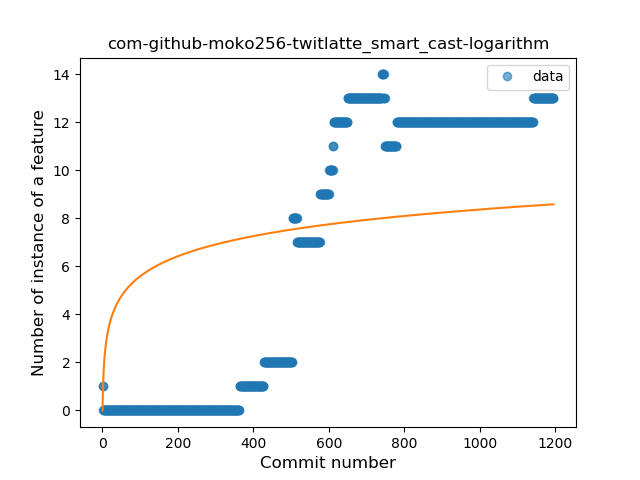 com-github-moko256-twitlatte_smart_cast-logarithm
data
Number of instance of a feature
14
12
10
8
6
4
2
0
0 200 400 600 800 1000 1200
Commit number